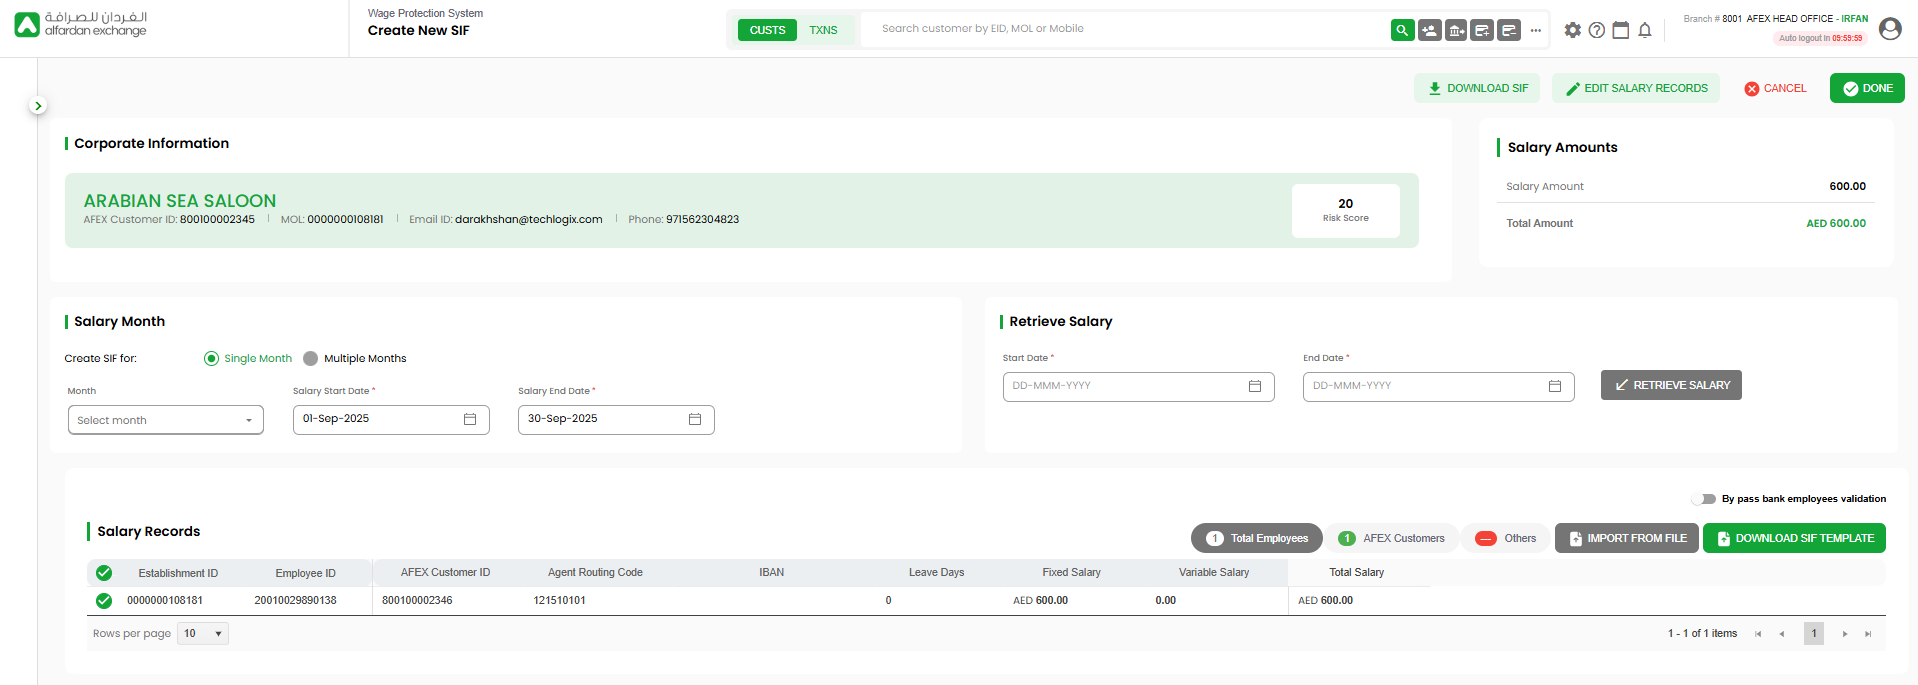 الفردان للصرافة
alfardan exchange
Wage Protection System
Create New SIF
CUSTS
TXNS
Search customer by EID, MOL or Mobile
Branch # 8001 AFEX HEAD OFFICE - IRFAN
Auto logout in 09:59:59
DOWNLOAD SIF
EDIT SALARY RECORDS
CANCEL
DONE
Corporate Information
ARABIAN SEA SALOON
AFEX Customer ID: 800100002345 | MOL: 0000000108181 | Email ID: darakhshan@techlogix.com | Phone: 971562304823
20
Risk Score
Salary Amounts
Salary Amount 600.00
Total Amount AED 600.00
Salary Month
Create SIF for: Single Month Multiple Months
Month Salary Start Date * Salary End Date *
Select month 01-Sep-2025 30-Sep-2025
Retrieve Salary
Start Date * End Date *
DD-MMM-YYYY DD-MMM-YYYY RETRIEVE SALARY
By pass bank employees validation
Salary Records
1 Total Employees 1 AFEX Customers — Others IMPORT FROM FILE DOWNLOAD SIF TEMPLATE
Establishment ID Employee ID AFEX Customer ID Agent Routing Code IBAN Leave Days Fixed Salary Variable Salary Total Salary
0000000108181 20010029890138 800100002346 121510101 0 AED 600.00 0.00 AED 600.00
Rows per page 10 1 - 1 of 1 items 1